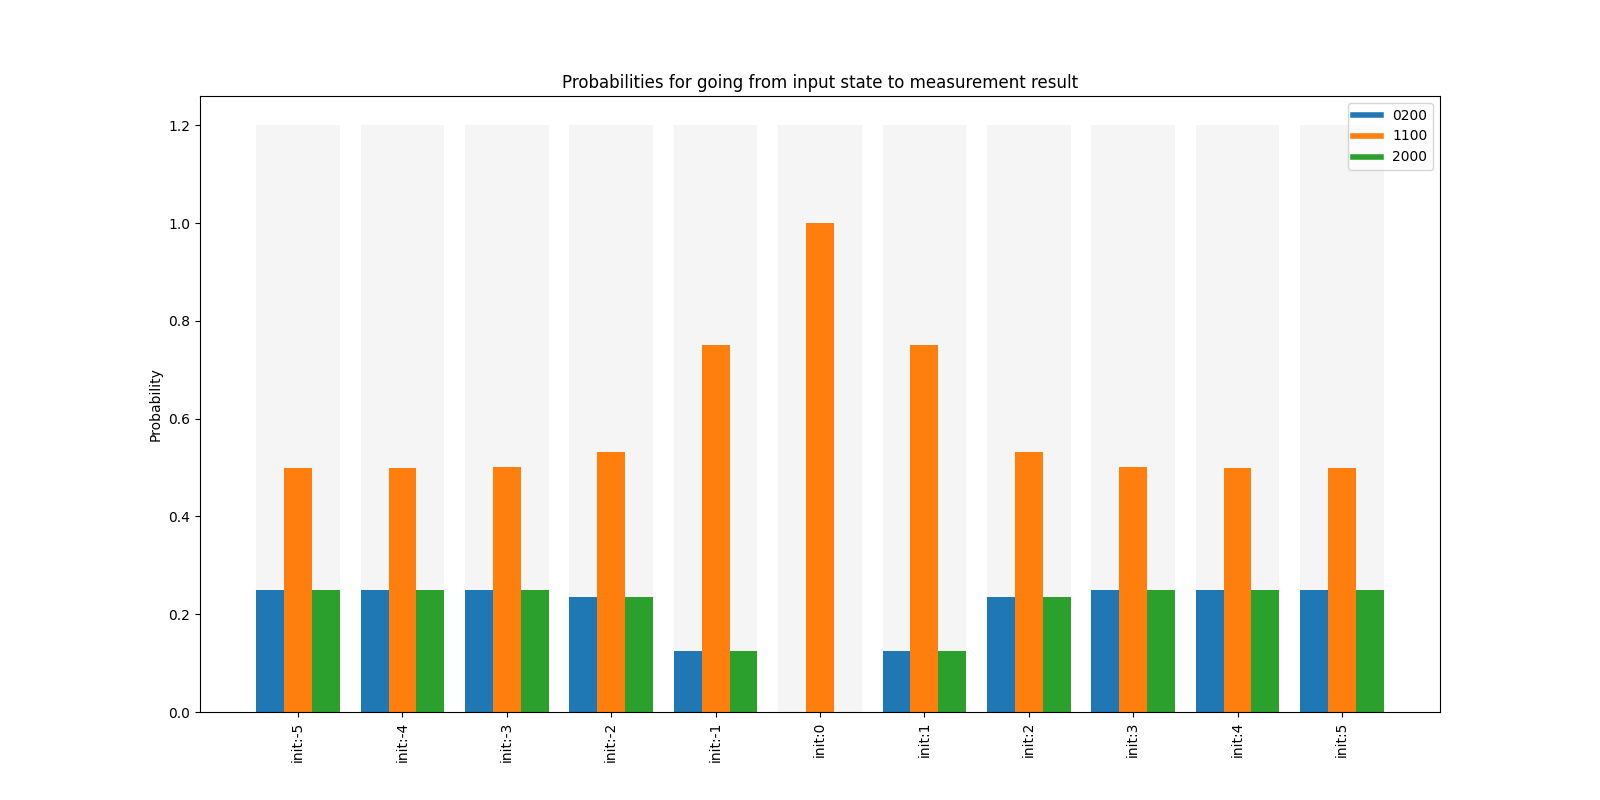 Probabilities for going from input state to measurement result
0200
1100
2000
Probability
1.2
1.0
0.8
0.6
0.4
0.2
0.0
init:-5
init:-4
init:-3
init:-2
init:-1
init:0
init:1
init:2
init:3
init:4
init:5